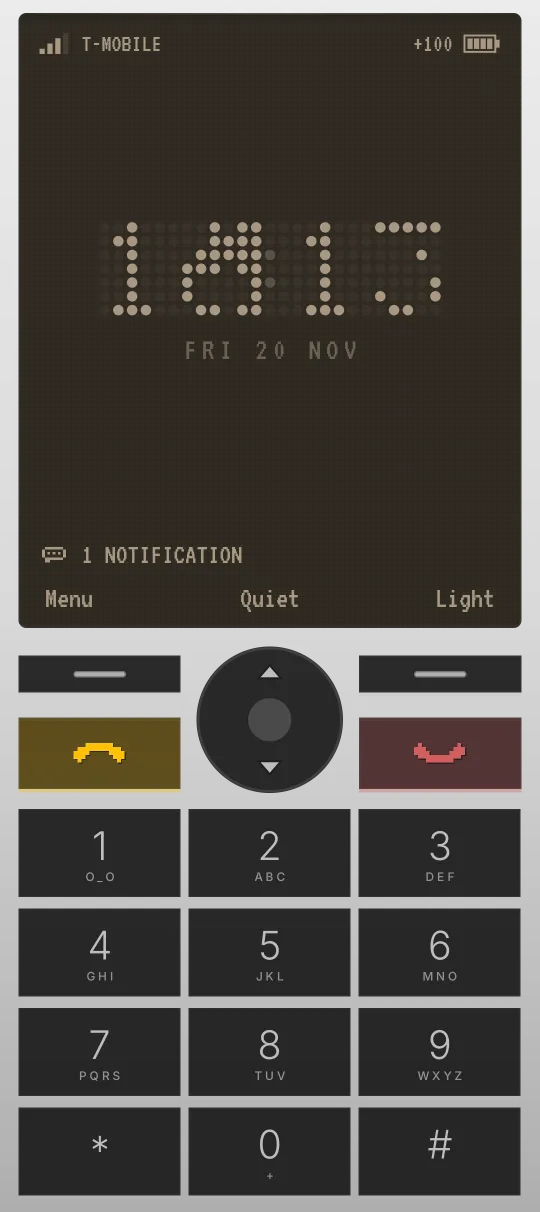 T-MOBILE +100
FRI 20 NOV
1 NOTIFICATION
Menu Quiet Light
1 2 3
O_O ABC DEF
4 5 6
GHI JKL MNO
7 8 9
PQRS TUV WXYZ
* 0 #
+